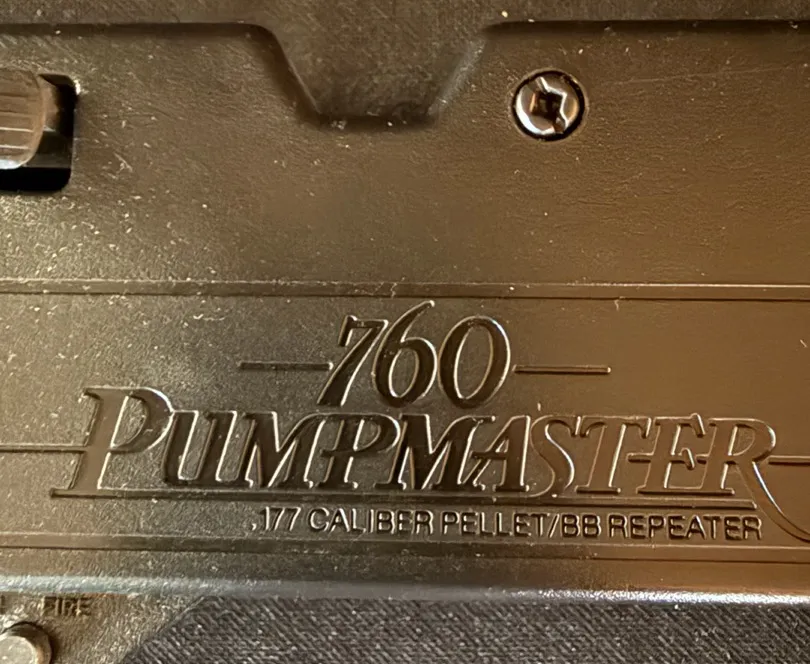 760
PUMPMASTER
.177 CALIBER PELLET/BB REPEATER
FIRE